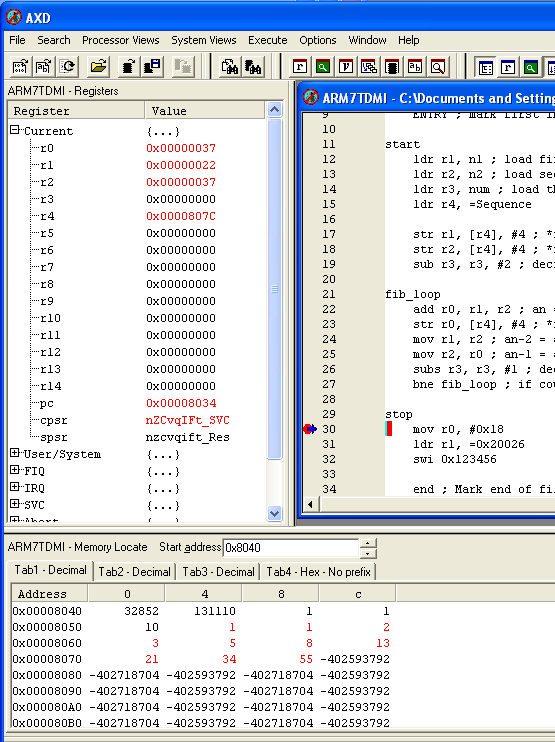 AXD
File Search Processor Views System Views Execute Options Window Help
ARM7TDMI - Registers
Register Value
Current {...}
r0 0x00000037
r1 0x00000022
r2 0x00000037
r3 0x00000000
r4 0x0000807C
r5 0x00000000
r6 0x00000000
r7 0x00000000
r8 0x00000000
r9 0x00000000
r10 0x00000000
r11 0x00000000
r12 0x00000000
r13 0x00000000
r14 0x00000000
pc 0x00008034
cpsr nZCvqIFt_SVC
spsr nzcvqift_Res
User/System {...}
FIQ {...}
IRQ {...}
SVC {...}
Abort {...}
ARM7TDMI - C:\Documents and Setting
9 ENTRY ; mark first in
10
11 start
12 ldr r1, n1 ; load fi
13 ldr r2, n2 ; load se
14 ldr r3, num ; load t
15 ldr r4, =Sequence
16
17 str r1, [r4], #4 ; *
18 str r2, [r4], #4 ; *
19 sub r3, r3, #2 ; dec
20
21 fib_loop
22 add r0, r1, r2 ; an =
23 str r0, [r4], #4 ; *
24 mov r1, r2 ; an-2 =
25 mov r2, r0 ; an-1 =
26 subs r3, r3, #1 ; de
27 bne fib_loop ; if cou
28
29 stop
30 mov r0, #0x18
31 ldr r1, =0x20026
32 swi 0x123456
33
34 end ; Mark end of fi
ARM7TDMI - Memory Locate Start address 0x8040
Tab1 - Decimal Tab2 - Decimal Tab3 - Decimal Tab4 - Hex - No prefix
Address 0 4 8 c
0x00008040 32852 131110 1 1
0x00008050 10 1 1 2
0x00008060 3 5 8 13
0x00008070 21 34 55 -402593792
0x00008080 -402718704 -402593792 -402718704 -402593792
0x00008090 -402718704 -402593792 -402718704 -402593792
0x000080A0 -402718704 -402593792 -402718704 -402593792
0x000080B0 -402718704 -402593792 -402718704 -402593792